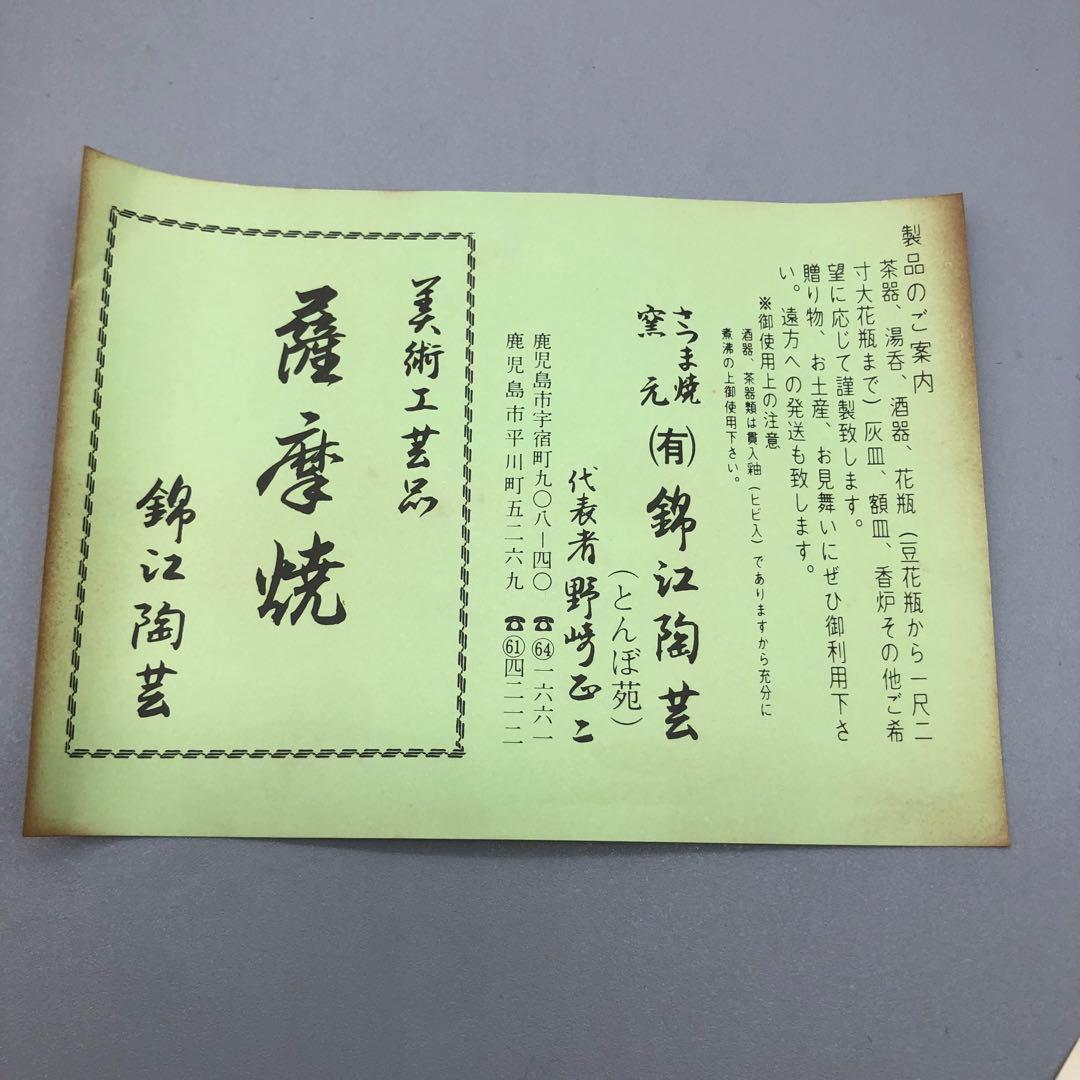 製品のご案内
茶器、湯呑、酒器、花瓶（豆花瓶から一尺二
寸大花瓶まで）灰皿、額皿、香炉その他ご希
望に応じて謹製致します。
贈り物、お土産、お見舞いにぜひ御利用下さ
い。遠方への発送も致します。
※御使用上の注意
酒器、茶器類は貫入釉（ヒビ入）でありますから充分に
煮沸の上御使用下さい。
さつま焼
窯元
㈲錦江陶芸
（とんぼ苑）
代表者野崎正二
鹿児島市宇宿町九〇八－四〇 ☎64一六六一
鹿児島市平川町五二六九 ☎61四二一二
美術工芸品
薩摩焼
錦江陶芸